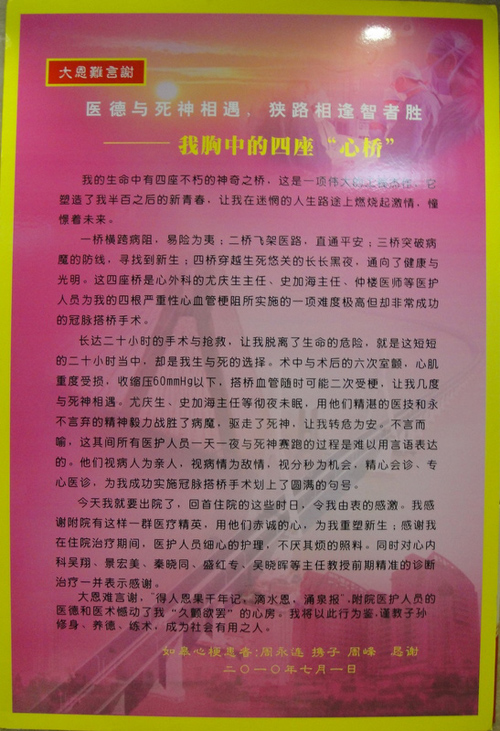 大恩難言謝
医德与死神相遇、狭路相逢智者胜
——我胸中的四座“心桥”
我的生命中有四座不朽的神奇之桥，这是一项伟大的 它
塑造了我半百之后的新青春，让我在迷惘的人生路途上燃烧起激情，憧
憬着未来。
一桥横跨病阻，易险为夷；二桥飞架医路，直通平安；三桥突破病
魔的防线，寻找到新生；四桥穿越生死悠关的长长黑夜，通向了健康与
光明。这四座桥是心外科的尤庆生主任、史加海主任、仲楼医师等医护
人员为我的四根严重性心血管梗阻所实施的一项难度极高但却非常成功
的冠脉搭桥手术。
长达二十小时的手术与抢救，让我脱离了生命的危险，就是这短短
的二十小时当中，却是我生与死的选择。术中与术后的六次室颤，心肌
重度受损，收缩压60mmHg以下，搭桥血管随时可能二次受梗，让我几度
与死神相遇。尤庆生、史加海主任等彻夜未眠，用他们精湛的医技和永
不言弃的精神毅力战胜了病魔，驱走了死神，让我转危为安。不言而
喻，这其间所有医护人员一天一夜与死神赛跑的过程是难以用言语表达
的。他们视病人为亲人，视病情为敌情，视分秒为机会，精心会诊、专
心医诊，为我成功实施冠脉搭桥手术划上了圆满的句号。
今天我就要出院了，回首住院的这些时日，令我由衷的感激。我感
谢附院有这样一群医疗精英，用他们赤诚的心，为我重塑新生；感谢我
在住院治疗期间，医护人员细心的护理，不厌其烦的照料。同时对心内
科吴翔、景宏美、秦晓同、盛红专、吴晓晖等主任教授前期精准的诊断
治疗一并表示感谢。
大恩难言谢，“得人恩果千年记，滴水恩、涌泉报”，附院医护人员的
医德和医术憾动了我“久颤欲罢”的心房。我将以此行为鉴，谨教子孙
修身、养德、练术，成为社会有用之人。
如皋心梗患者：周永连 携子 周峰 恳谢
二〇一〇年七月一日